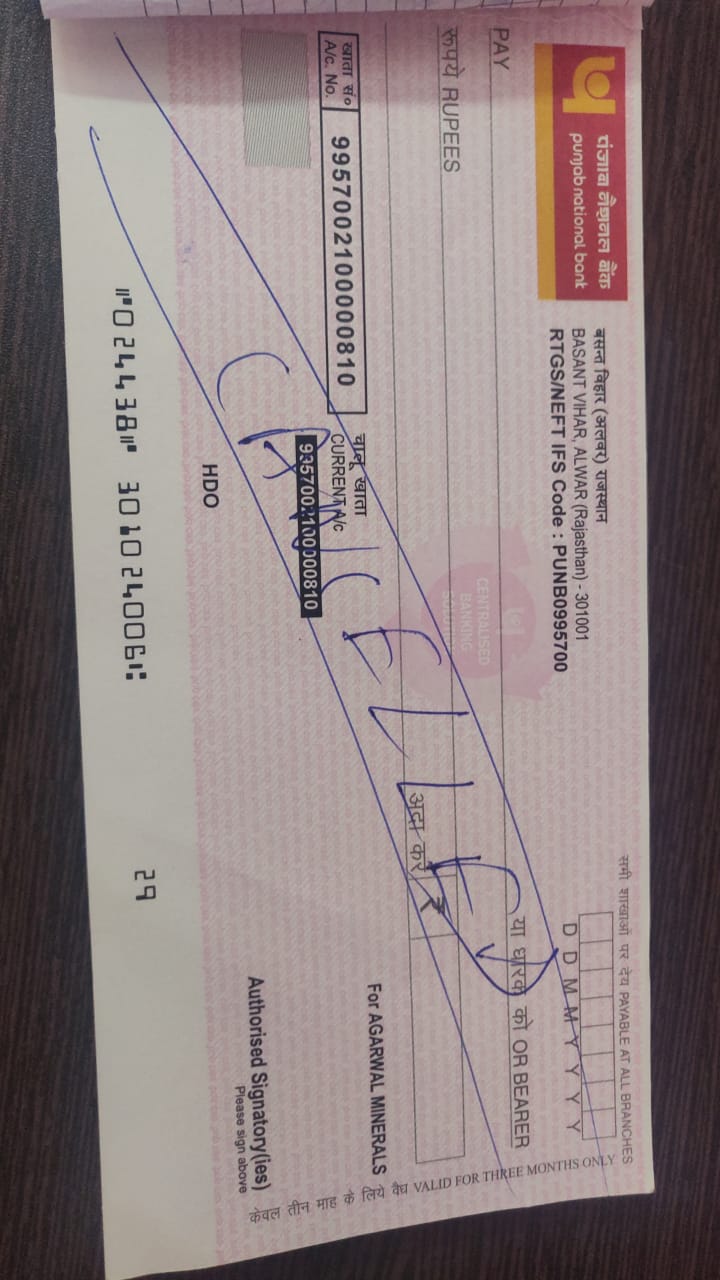 पंजाब नैशनल बैंक
punjab national bank
बसन्त विहार (अलवर) राजस्थान
BASANT VIHAR, ALWAR (Rajasthan) - 301001
RTGS/NEFT IFS Code : PUNB0995700
सभी शाखाओं पर देय PAYABLE AT ALL BRANCHES
D D M M Y Y Y Y
PAY
या धारक को OR BEARER
CENTRALISED
BANKING
SOLUTION
रूपये RUPEES
अदा करें ₹
CANCELLED
खाता सं०
A/c. No.
9957002100000810
चालू खाता
CURRENT A/c
9957002100000810
For AGARWAL MINERALS
Authorised Signatory(ies)
Please sign above
HDO
केवल तीन माह के लिये वैध VALID FOR THREE MONTHS ONLY
⑈024438⑈ 301024006⑆ 29